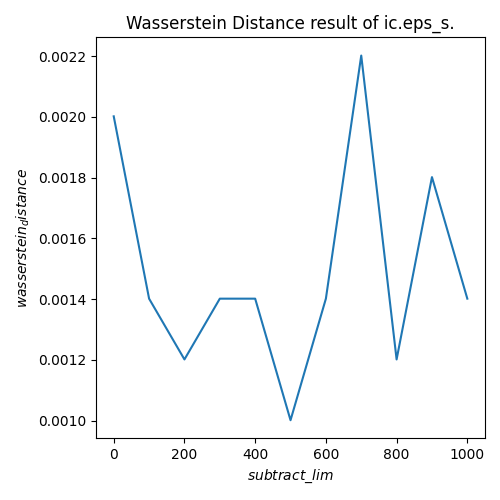 Wasserstein Distance result of ic.eps_s.
0.0022
0.0020
0.0018
0.0016
0.0014
0.0012
0.0010
wasserstein_distance
0 200 400 600 800 1000
subtract_lim